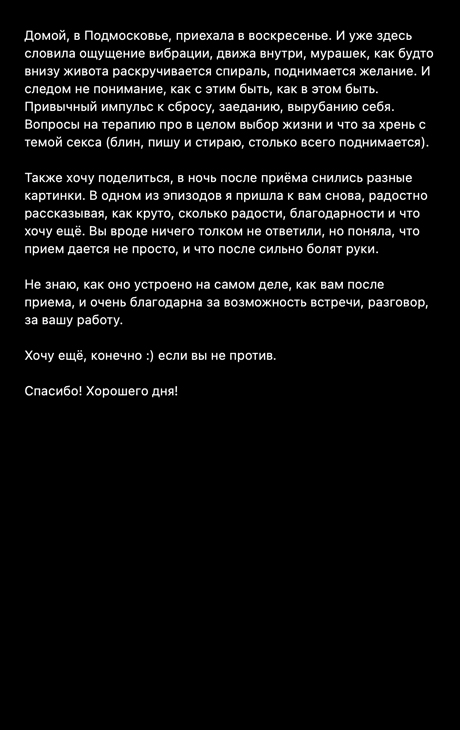 Домой, в Подмосковье, приехала в воскресенье. И уже здесь
словила ощущение вибрации, движа внутри, мурашек, как будто
внизу живота раскручивается спираль, поднимается желание. И
следом не понимание, как с этим быть, как в этом быть.
Привычный импульс к сбросу, заеданию, вырубанию себя.
Вопросы на терапию про в целом выбор жизни и что за хрень с
темой секса (блин, пишу и стираю, столько всего поднимается).
Также хочу поделиться, в ночь после приёма снились разные
картинки. В одном из эпизодов я пришла к вам снова, радостно
рассказывая, как круто, сколько радости, благодарности и что
хочу ещё. Вы вроде ничего толком не ответили, но поняла, что
прием дается не просто, и что после сильно болят руки.
Не знаю, как оно устроено на самом деле, как вам после
приема, и очень благодарна за возможность встречи, разговор,
за вашу работу.
Хочу ещё, конечно :) если вы не против.
Спасибо! Хорошего дня!